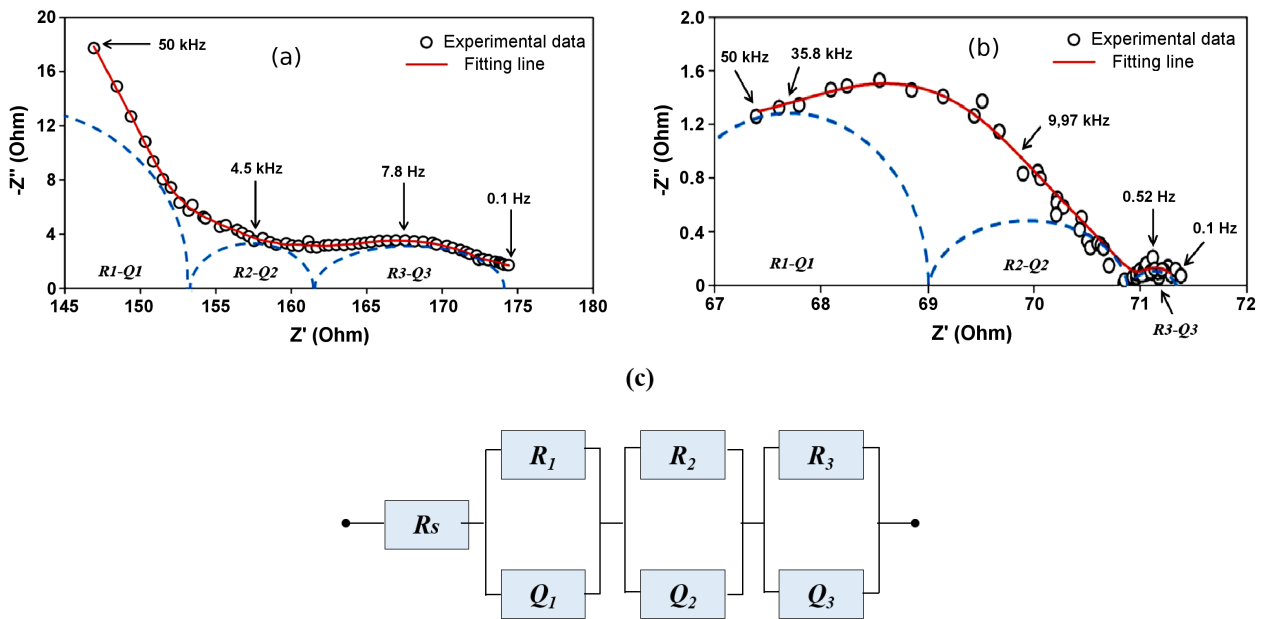 20
16
12
8
4
0
145
150
155
160
165
170
175
180
-Z" (Ohm)
Z' (Ohm)
(a)
Experimental data
Fitting line
50 kHz
4.5 kHz
7.8 Hz
0.1 Hz
R1-Q1
R2-Q2
R3-Q3
2.0
1.6
1.2
0.8
0.4
0
67
68
69
70
71
72
-Z" (Ohm)
Z' (Ohm)
(b)
Experimental data
Fitting line
50 kHz
35.8 kHz
9,97 kHz
0.52 Hz
0.1 Hz
R1-Q1
R2-Q2
R3-Q3
(c)
Rs
R1
R2
R3
Q1
Q2
Q3